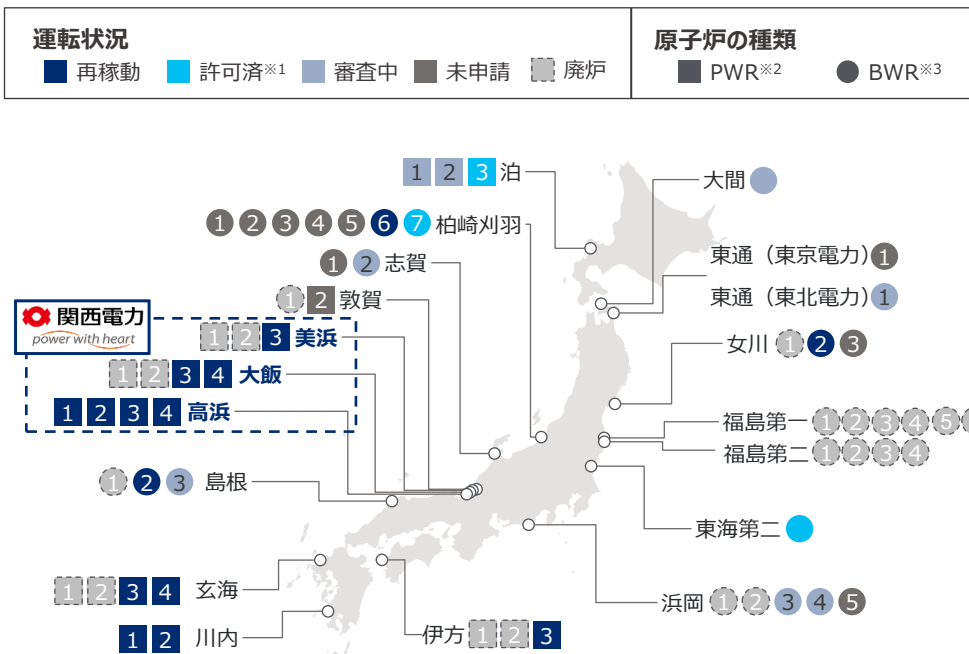 運転状況
再稼動 許可済※1 審査中 未申請 廃炉
原子炉の種類
PWR※2 BWR※3
1 2 3 泊
大間
1 2 3 4 5 6 7 柏崎刈羽
東通（東京電力） 1
1 2 志賀
東通（東北電力） 1
1 2 敦賀
関西電力
power with heart
1 2 3 美浜
女川 1 2 3
1 2 3 4 大飯
1 2 3 4 高浜
福島第一 1 2 3 4 5
福島第二 1 2 3 4
1 2 3 島根
東海第二
1 2 3 4 玄海
浜岡 1 2 3 4 5
1 2 川内
伊方 1 2 3